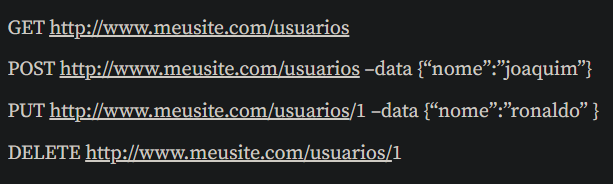 GET http://www.meusite.com/usuarios
POST http://www.meusite.com/usuarios –data {“nome”:”joaquim”}
PUT http://www.meusite.com/usuarios/1 –data {“nome”:”ronaldo” }
DELETE http://www.meusite.com/usuarios/1